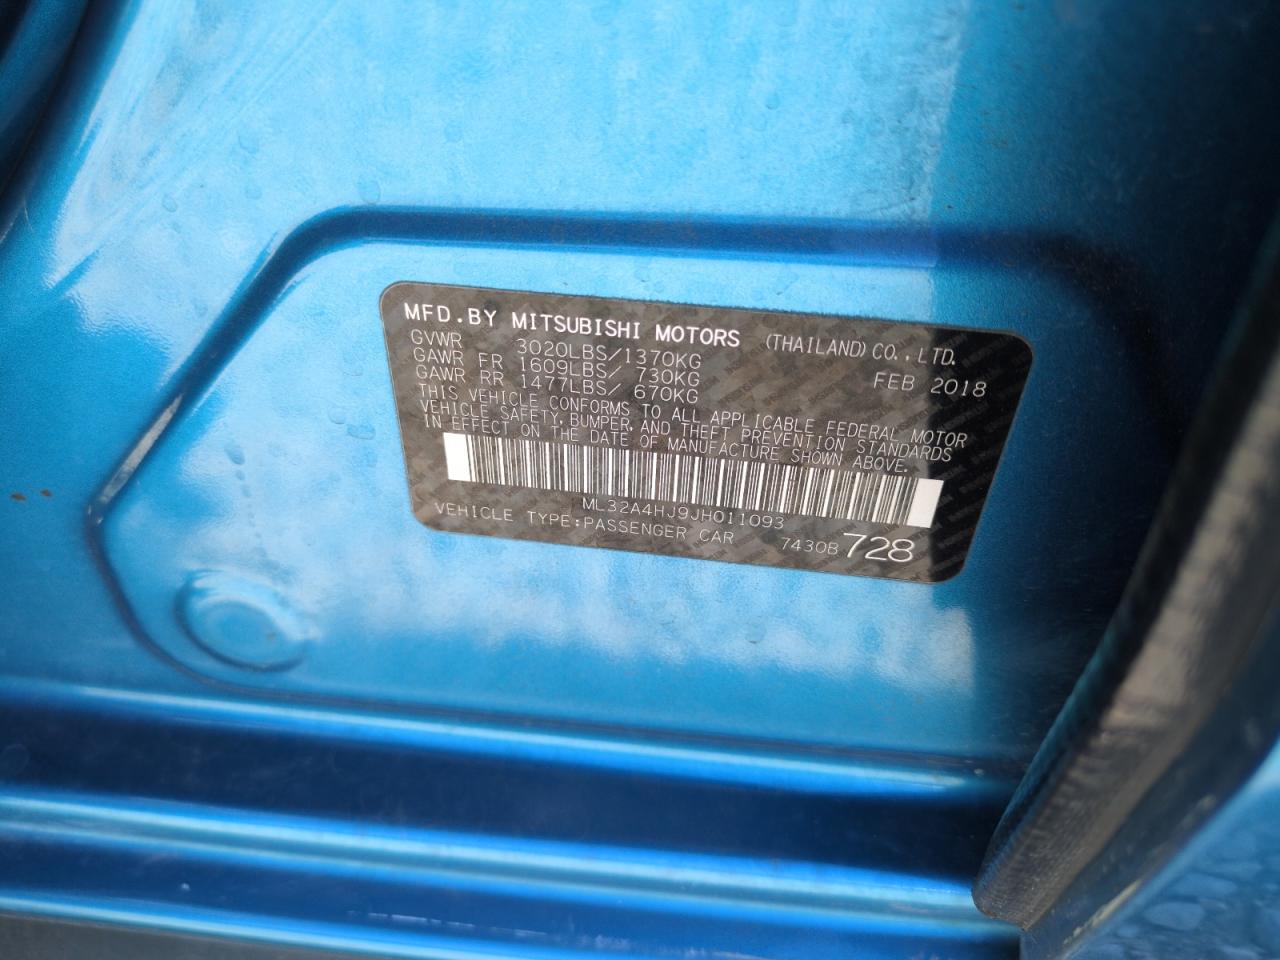 MFD.BY MITSUBISHI MOTORS (THAILAND)CO.,LTD.
GVWR 3020LBS/1370KG FEB 2018
GAWR FR 1609LBS/ 730KG
GAWR RR 1477LBS/ 670KG
THIS VEHICLE CONFORMS TO ALL APPLICABLE FEDERAL MOTOR
VEHICLE SAFETY, BUMPER, AND THEFT PREVENTION STANDARDS
IN EFFECT ON THE DATE OF MANUFACTURE SHOWN ABOVE.
ML32A4HJ9JH011093
VEHICLE TYPE:PASSENGER CAR 7430B 728